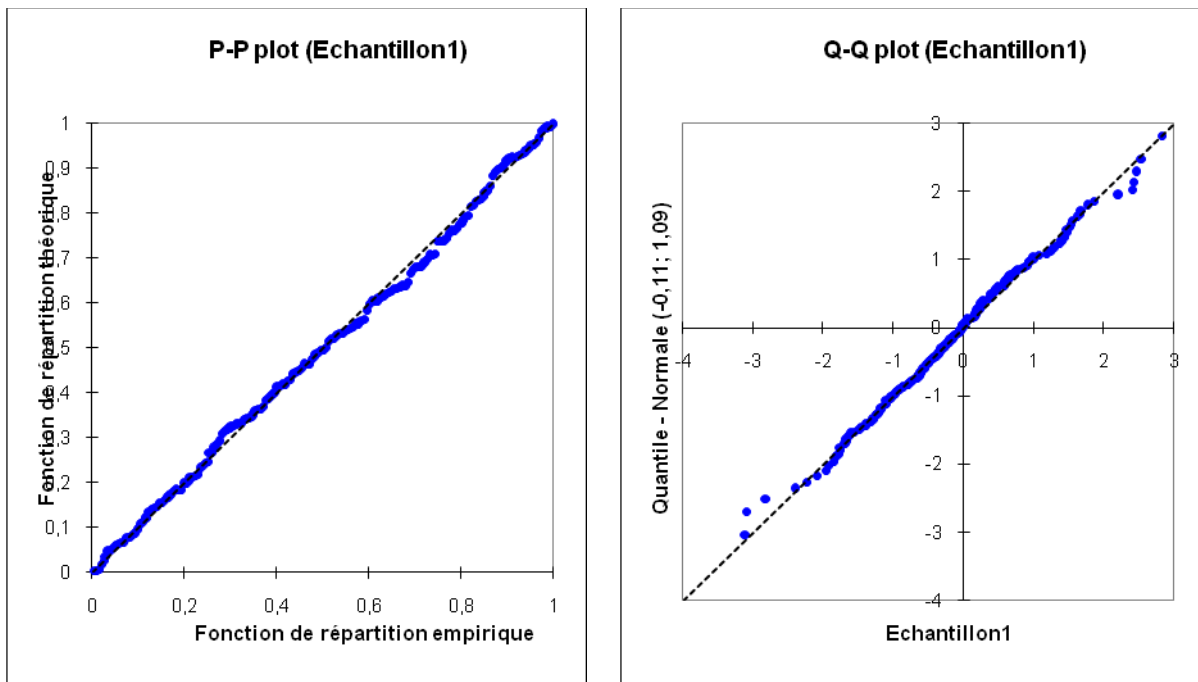 P-P plot (Echantillon1)
Fonction de répartition théorique
1
0,9
0,8
0,7
0,6
0,5
0,4
0,3
0,2
0,1
0
0 0,2 0,4 0,6 0,8 1
Fonction de répartition empirique
Q-Q plot (Echantillon1)
Quantile - Normale (-0,11; 1,09)
3
2
1
0
-4 -3 -2 -1 0 1 2 3
-1
-2
-3
-4
Echantillon1